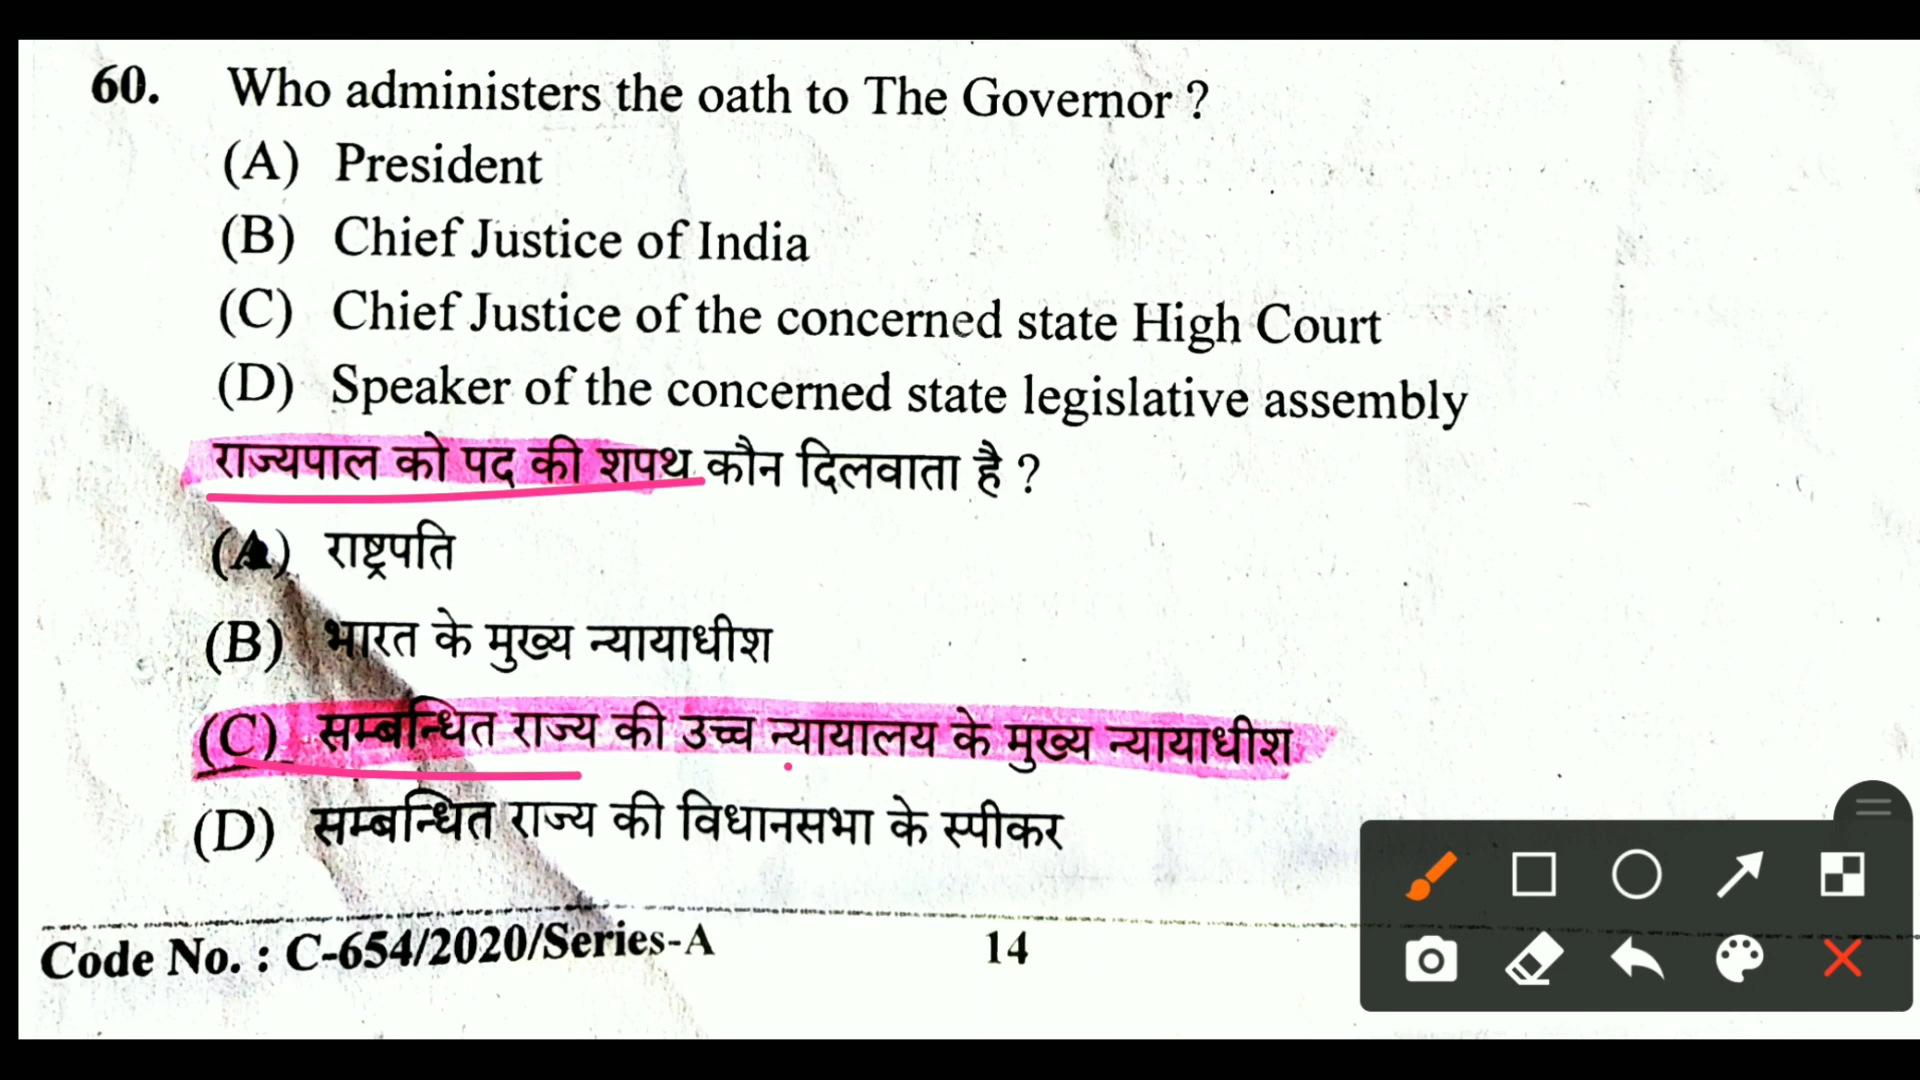 60. Who administers the oath to The Governor ?
(A) President
(B) Chief Justice of India
(C) Chief Justice of the concerned state High Court
(D) Speaker of the concerned state legislative assembly
राज्यपाल को पद की शपथ कौन दिलवाता है ?
(A) राष्ट्रपति
(B) भारत के मुख्य न्यायाधीश
(C) सम्बन्धित राज्य की उच्च न्यायालय के मुख्य न्यायाधीश
(D) सम्बन्धित राज्य की विधानसभा के स्पीकर
Code No. : C-654/2020/Series-A 14